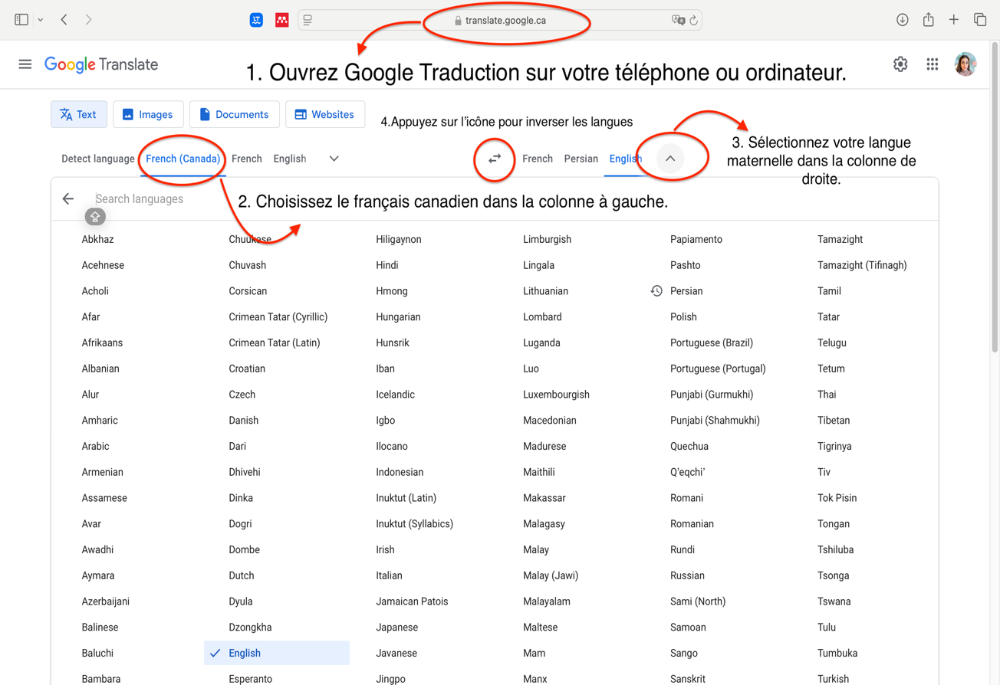 translate.google.ca
Google Translate
1. Ouvrez Google Traduction sur votre téléphone ou ordinateur.
Text Images Documents Websites
4.Appuyez sur l'icône pour inverser les langues
3. Sélectionnez votre langue
maternelle dans la colonne de
droite.
Detect language French (Canada) French English French Persian English
Search languages
2. Choisissez le français canadien dans la colonne à gauche.
Abkhaz Chuukese Hiligaynon Limburgish Papiamento Tamazight
Acehnese Chuvash Hindi Lingala Pashto Tamazight (Tifinagh)
Acholi Corsican Hmong Lithuanian Persian Tamil
Afar Crimean Tatar (Cyrillic) Hungarian Lombard Polish Tatar
Afrikaans Crimean Tatar (Latin) Hunsrik Luganda Portuguese (Brazil) Telugu
Albanian Croatian Iban Luo Portuguese (Portugal) Tetum
Alur Czech Icelandic Luxembourgish Punjabi (Gurmukhi) Thai
Amharic Danish Igbo Macedonian Punjabi (Shahmukhi) Tibetan
Arabic Dari Ilocano Madurese Quechua Tigrinya
Armenian Dhivehi Indonesian Maithili Q'eqchi' Tiv
Assamese Dinka Inuktut (Latin) Makassar Romani Tok Pisin
Avar Dogri Inuktut (Syllabics) Malagasy Romanian Tongan
Awadhi Dombe Irish Malay Rundi Tshiluba
Aymara Dutch Italian Malay (Jawi) Russian Tsonga
Azerbaijani Dyula Jamaican Patois Malayalam Sami (North) Tswana
Balinese Dzongkha Japanese Maltese Samoan Tulu
Baluchi English Javanese Mam Sango Tumbuka
Bambara Esperanto Jingpo Manx Sanskrit Turkish